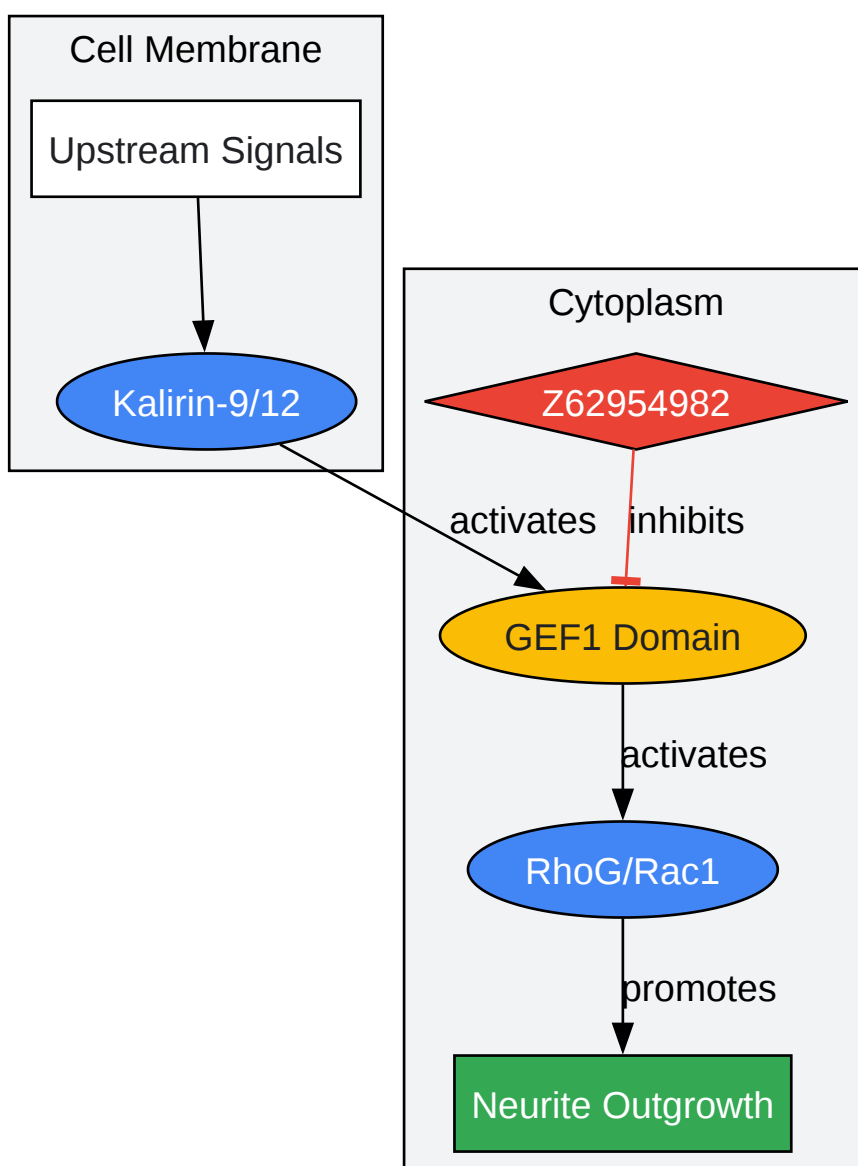 Cell Membrane
Upstream Signals
Kalirin-9/12
Cytoplasm
Z62954982
activates
inhibits
GEF1 Domain
activates
RhoG/Rac1
promotes
Neurite Outgrowth